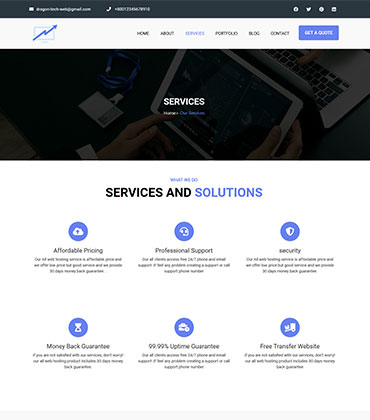 dragon-tech-web@gmail.com +80012345678910
HOME ABOUT SERVICES PORTFOLIO BLOG CONTACT GET A QUOTE
SERVICES
Home» Our Services
WHAT WE DO
SERVICES AND SOLUTIONS
Affordable Pricing
Our all web hosting service is affordable price and
we offer low price but good service and we provide
30 days money back guarantee.
Professional Support
Our all clients access free 24/7 phone and email
support. If feel any problem creating a support or call
support phone number.
security
Our all web hosting service is affordable price and
we offer low price but good service and we provide
30 days money back guarantee.
Money Back Guarantee
If you are not satisfied with our services, don't worry!
our all web hosting product includes 30 days money
back guarantee.
99.99% Uptime Guarantee
Our all clients access free 24/7 phone and email
support. If feel any problem creating a support or call
support phone number.
Free Transfer Website
If you are not satisfied with our services, don't worry!
our all web hosting product includes 30 days money
back guarantee.